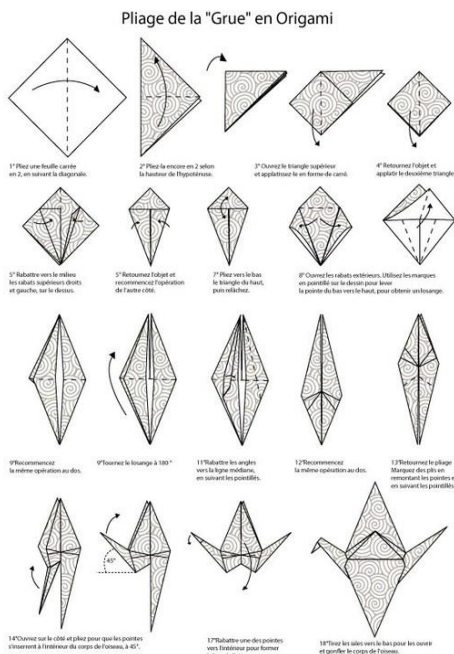 Pliage de la "Grue" en Origami
1° Pliez une feuille carrée
en 2, en suivant la diagonale.
2° Pliez-la encore en 2 selon
la hauteur de l'hypoténuse.
3° Ouvrez le triangle supérieur
et applatissez le en forme de carré.
4° Retournez l'objet et
applatir le deuxième triangle
5° Rabattre vers le milieu
les rabats supérieurs droits
et gauche, sur le dessus.
5° Retournez l'objet et
recommencez l'opération
de l'autre côté.
7° Pliez vers le bas
le triangle du haut,
puis relâchez.
8° Ouvrez les rabats extérieurs. Utilisez les marques
en pointillé sur le dessin pour lever
la pointe du bas vers le haut, pour obtenir un losange.
9°Recommencez
la même opération au dos.
9°Tournez le losange à 180 °
11°Rabattre les angles
vers la ligne médiane,
en suivant les pointillés.
12°Recommencez
la même opération au dos.
13°Retournez le pliage
Marquez des plis en
remontant les pointes e
en suivant les pointillés
45°
14°Ouvrez sur le côté et pliez pour que les pointes
s'inserrent à l'intérieur du corps de l'oiseau, à 45°.
17°Rabattre une des pointes
vers l'intérieur pour former
18°Tirez les ailes vers le bas pour les ouvrir
et gonfler le corps de l'oiseau.